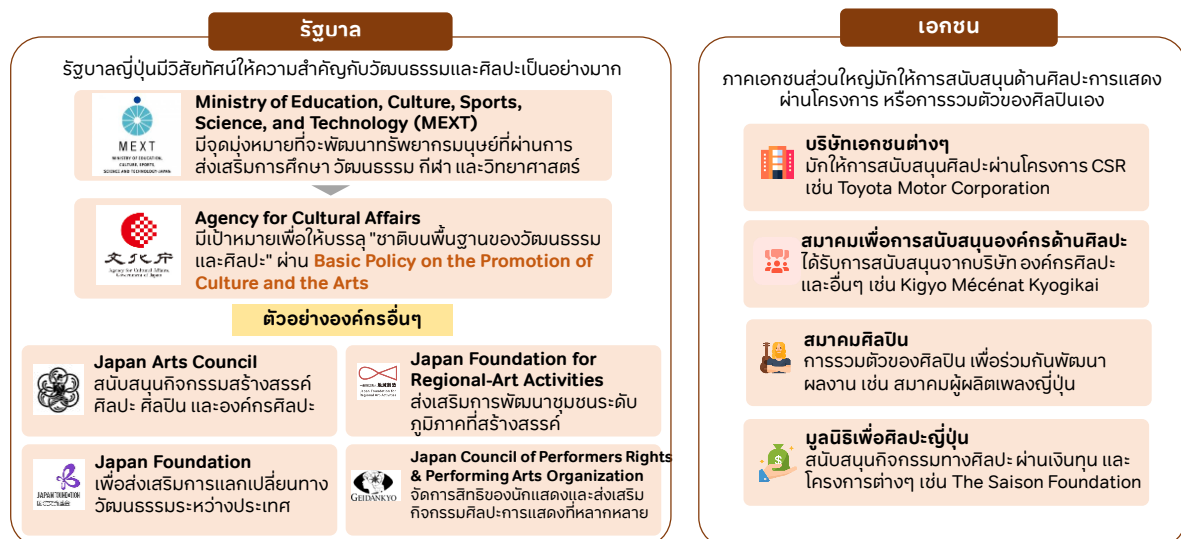 รัฐบาล
รัฐบาลญี่ปุ่นมีวิสัยทัศน์ให้ความสำคัญกับวัฒนธรรมและศิลปะเป็นอย่างมาก
MEXT
MINISTRY OF EDUCATION,
CULTURE, SPORTS,
SCIENCE AND TECHNOLOGY-JAPAN
Ministry of Education, Culture, Sports,
Science, and Technology (MEXT)
มีจุดมุ่งหมายที่จะพัฒนาทรัพยากรมนุษย์ที่ผ่านการ
ส่งเสริมการศึกษา วัฒนธรรม กีฬา และวิทยาศาสตร์
文化庁
Agency for Cultural Affairs,
Government of Japan
Agency for Cultural Affairs
มีเป้าหมายเพื่อให้บรรลุ "ชาติบนพื้นฐานของวัฒนธรรม
และศิลปะ" ผ่าน Basic Policy on the Promotion of
Culture and the Arts
ตัวอย่างองค์กรอื่นๆ
Japan Arts Council
สนับสนุนกิจกรรมสร้างสรรค์
ศิลปะ ศิลปิน และองค์กรศิลปะ
Japan Foundation for
Regional-Art Activities
ส่งเสริมการพัฒนาชุมชนระดับ
ภูมิภาคที่สร้างสรรค์
JAPAN FOUNDATION
Japan Foundation
เพื่อส่งเสริมการแลกเปลี่ยนทาง
วัฒนธรรมระหว่างประเทศ
GEIDANKYO
Japan Council of Performers Rights
& Performing Arts Organization
จัดการสิทธิของนักแสดงและส่งเสริม
กิจกรรมศิลปะการแสดงที่หลากหลาย
เอกชน
ภาคเอกชนส่วนใหญ่มักให้การสนับสนุนด้านศิลปะการแสดง
ผ่านโครงการ หรือการรวมตัวของศิลปินเอง
บริษัทเอกชนต่างๆ
มักให้การสนับสนุนศิลปะผ่านโครงการ CSR
เช่น Toyota Motor Corporation
สมาคมเพื่อการสนับสนุนองค์กรด้านศิลปะ
ได้รับการสนับสนุนจากบริษัท องค์กรศิลปะ
และอื่นๆ เช่น Kigyo Mécénat Kyogikai
สมาคมศิลปิน
การรวมตัวของศิลปิน เพื่อร่วมกันพัฒนา
ผลงาน เช่น สมาคมผู้ผลิตเพลงญี่ปุ่น
มูลนิธิเพื่อศิลปะญี่ปุ่น
สนับสนุนกิจกรรมทางศิลปะ ผ่านเงินทุน และ
โครงการต่างๆ เช่น The Saison Foundation